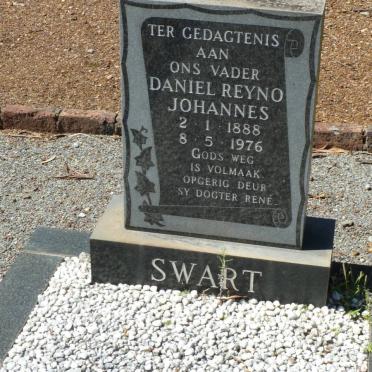 TER GEDAGTENIS
AAN
ONS VADER
DANIEL REYNO
JOHANNES
2 - 1 - 1888
8 - 5 - 1976
GODS WEG
IS VOLMAAK
OPGERIG DEUR
SY DOGTER RENÉ
SWART